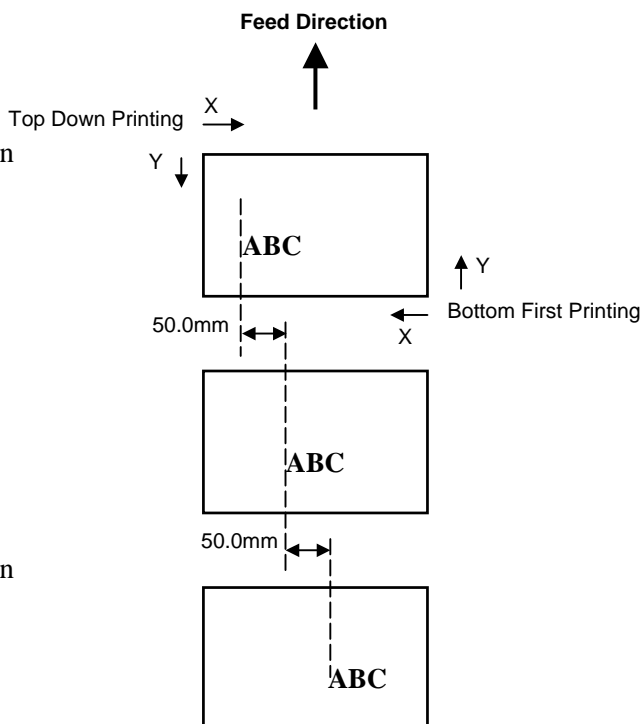 Feed Direction
X
Top Down Printing
n
Y
ABC
Y
50.0mm
Bottom First Printing
X
ABC
50.0mm
n
ABC